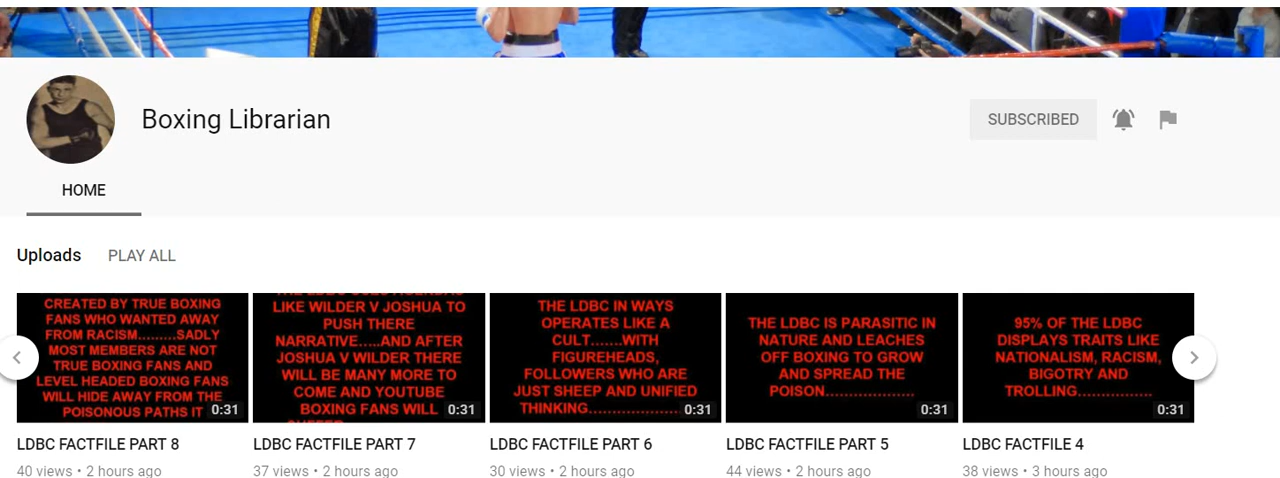 Boxing Librarian
SUBSCRIBED
HOME
Uploads
PLAY ALL
CREATED BY TRUE BOXING
FANS WHO WANTED AWAY
FROM RACISM.........SADLY
MOST MEMBERS ARE NOT
TRUE BOXING FANS AND
LEVEL HEADED BOXING FANS
WILL HIDE AWAY FROM THE
POISONOUS PATHS IT
0:31
LIKE WILDER V JOSHUA TO
PUSH THERE
NARRATIVE.....AND AFTER
JOSHUA V WILDER THERE
WILL BE MANY MORE TO
COME AND YOUTUBE
BOXING FANS WILL
0:31
THE LDBC IN WAYS
OPERATES LIKE A
CULT.......WITH
FIGUREHEADS,
FOLLOWERS WHO ARE
JUST SHEEP AND UNIFIED
THINKING....................
0:31
THE LDBC IS PARASITIC IN
NATURE AND LEACHES
OFF BOXING TO GROW
AND SPREAD THE
POISON...................
0:31
95% OF THE LDBC
DISPLAYS TRAITS LIKE
NATIONALISM, RACISM,
BIGOTRY AND
TROLLING................
0:31
LDBC FACTFILE PART 8
40 views • 2 hours ago
LDBC FACTFILE PART 7
37 views • 2 hours ago
LDBC FACTFILE PART 6
30 views • 2 hours ago
LDBC FACTFILE PART 5
44 views • 2 hours ago
LDBC FACTFILE 4
38 views • 3 hours ago